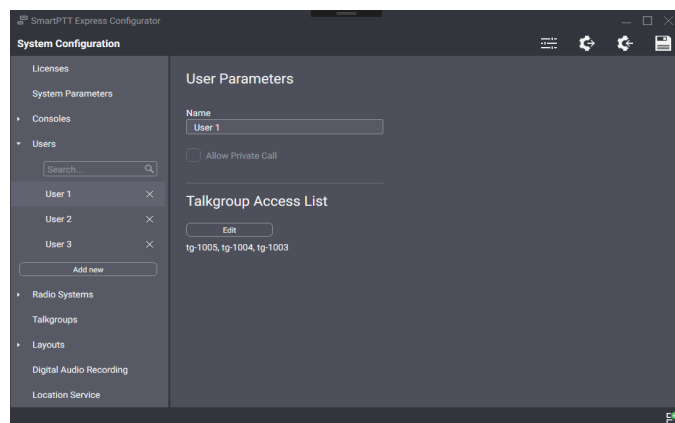 SmartPTT Express Configurator
System Configuration
Licenses
System Parameters
Consoles
Users
Search...
User 1
User 2
User 3
Add new
Radio Systems
Talkgroups
Layouts
Digital Audio Recording
Location Service
User Parameters
Name
User 1
Allow Private Call
Talkgroup Access List
Edit
tg-1005, tg-1004, tg-1003